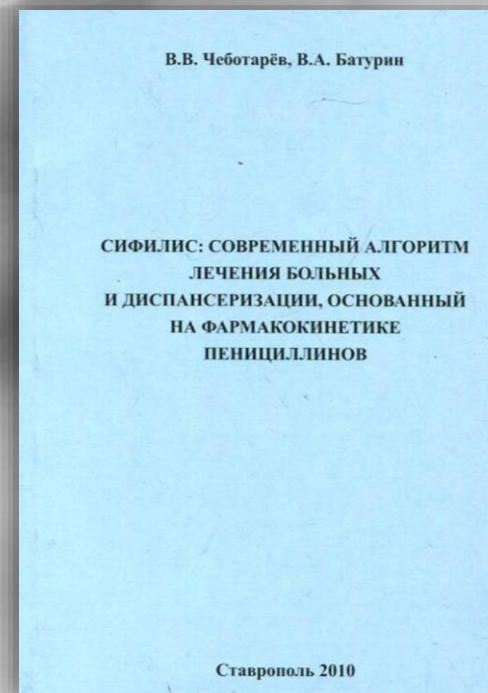 В.В. Чеботарёв, В.А. Батурин
СИФИЛИС: СОВРЕМЕННЫЙ АЛГОРИТМ
ЛЕЧЕНИЯ БОЛЬНЫХ
И ДИСПАНСЕРИЗАЦИИ, ОСНОВАННЫЙ
НА ФАРМАКОКИНЕТИКЕ
ПЕНИЦИЛЛИНОВ
Ставрополь 2010